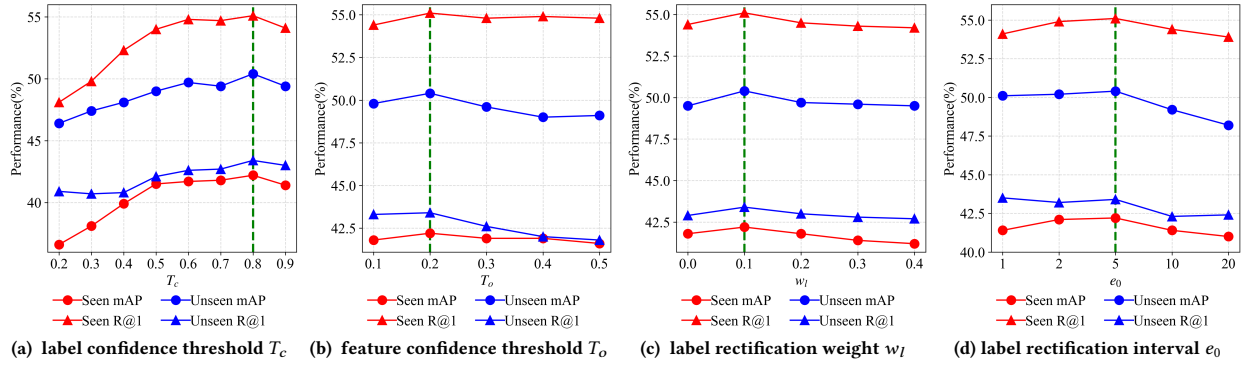 Performance(%)
55
50
45
40
0.2 0.3 0.4 0.5 0.6 0.7 0.8 0.9
T_c
Seen mAP Unseen mAP
Seen R@1 Unseen R@1
(a) label confidence threshold T_c
Performance(%)
55.0
52.5
50.0
47.5
45.0
42.5
0.1 0.2 0.3 0.4 0.5
T_o
Seen mAP Unseen mAP
Seen R@1 Unseen R@1
(b) feature confidence threshold T_o
Performance(%)
55.0
52.5
50.0
47.5
45.0
42.5
0.0 0.1 0.2 0.3 0.4
w_l
Seen mAP Unseen mAP
Seen R@1 Unseen R@1
(c) label rectification weight w_l
Performance(%)
55.0
52.5
50.0
47.5
45.0
42.5
40.0
1 2 5 10 20
e_0
Seen mAP Unseen mAP
Seen R@1 Unseen R@1
(d) label rectification interval e_0